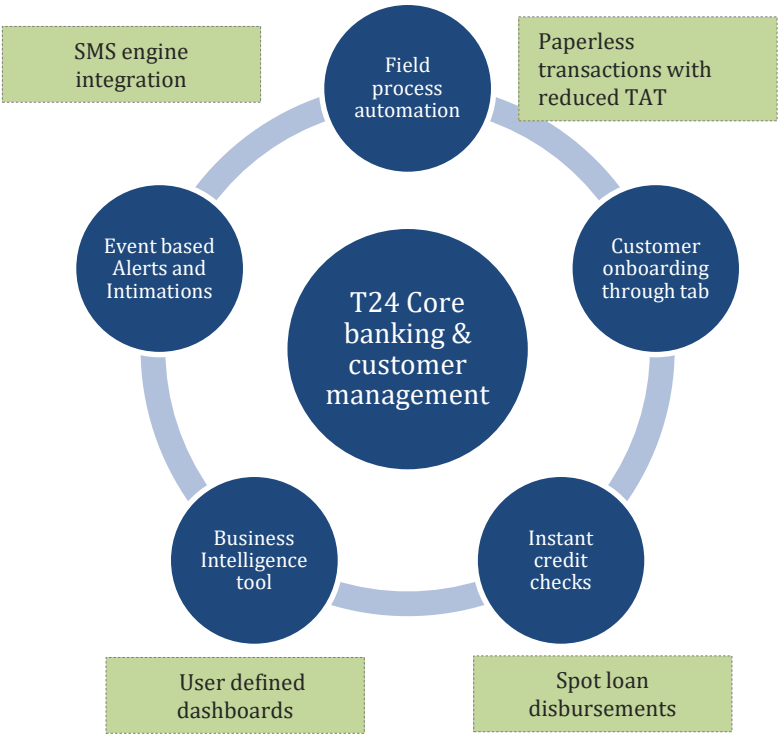 SMS engine
integration
Field
process
automation
Paperless
transactions with
reduced TAT
Event based
Alerts and
Intimations
Customer
onboarding
through tab
T24 Core
banking &
customer
management
Business
Intelligence
tool
Instant
credit
checks
User defined
dashboards
Spot loan
disbursements